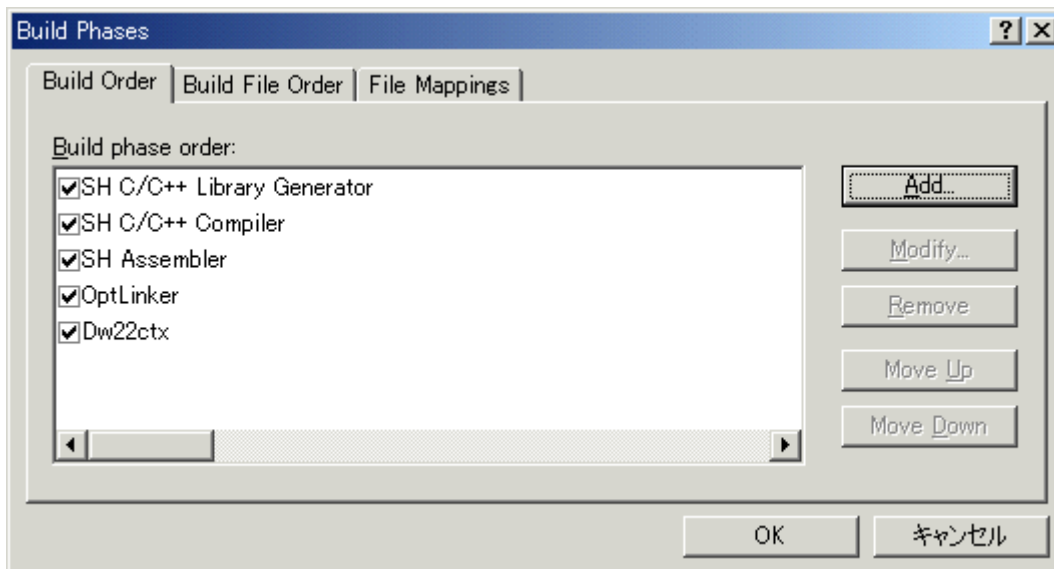 Build Phases
Build Order
Build File Order
File Mappings
Build phase order:
SH C/C++ Library Generator
SH C/C++ Compiler
SH Assembler
OptLinker
Dw22ctx
Add...
Modify...
Remove
Move Up
Move Down
OK
キャンセル